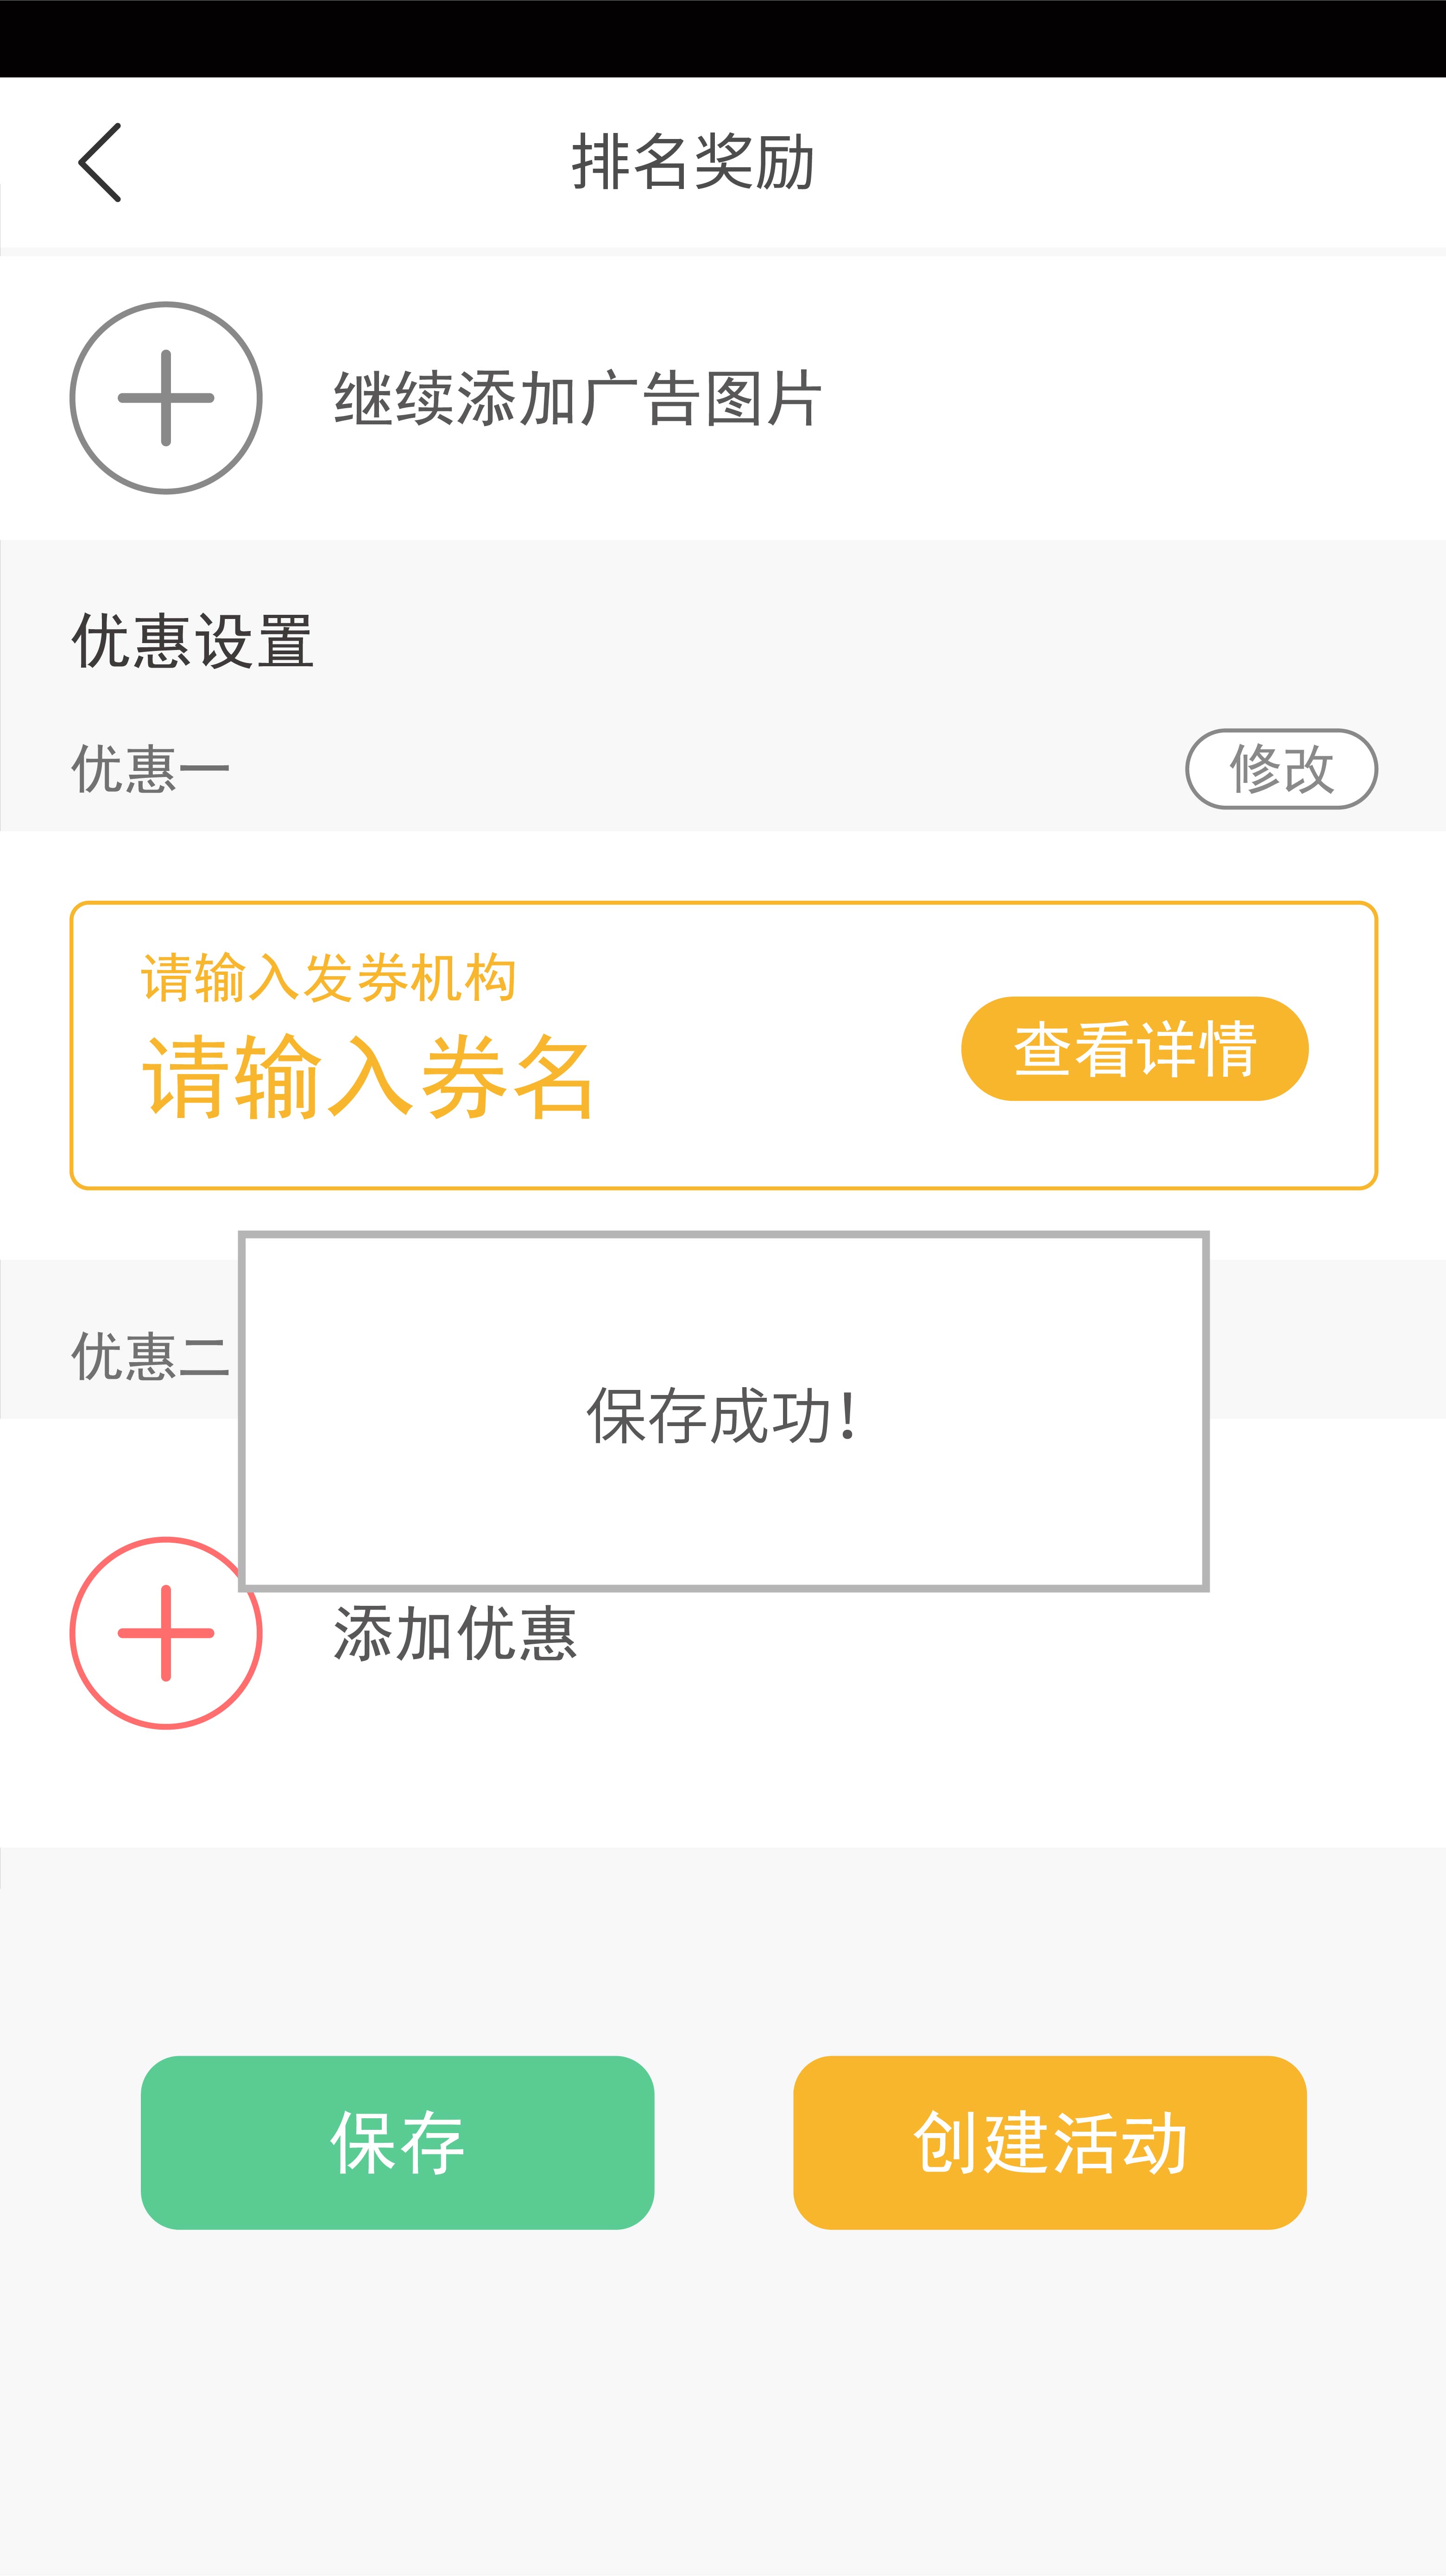 排名奖励
继续添加广告图片
优惠设置
优惠一
修改
请输入发券机构
请输入券名
查看详情
优惠二
保存成功！
添加优惠
保存
创建活动